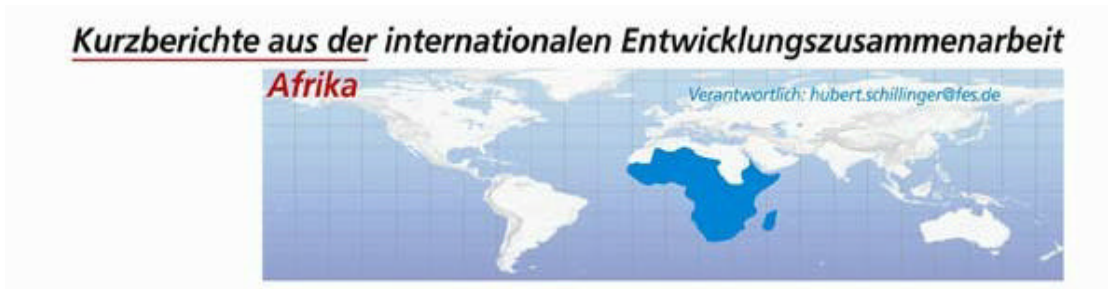 Kurzberichte aus der internationalen Entwicklungszusammenarbeit
Afrika
Verantwortlich: hubert.schillinger@fes.de